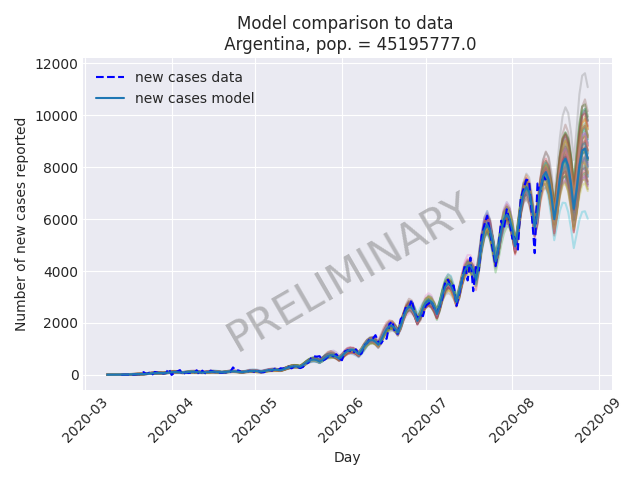 Model comparison to data
Argentina, pop. = 45195777.0
new cases data
new cases model
12000
10000
8000
6000
4000
2000
0
Number of new cases reported
PRELIMINARY
2020-03
2020-04
2020-05
2020-06
2020-07
2020-08
2020-09
Day